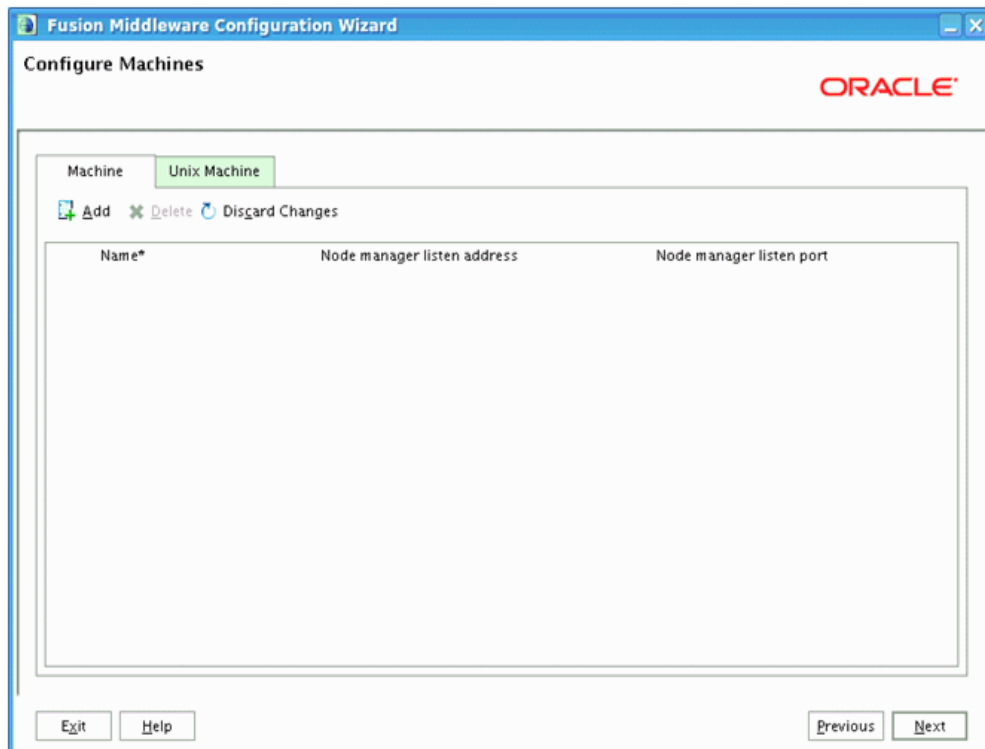 Fusion Middleware Configuration Wizard
Configure Machines
ORACLE
Machine Unix Machine
Add Delete Discard Changes
Name* Node manager listen address Node manager listen port
Exit Help Previous Next